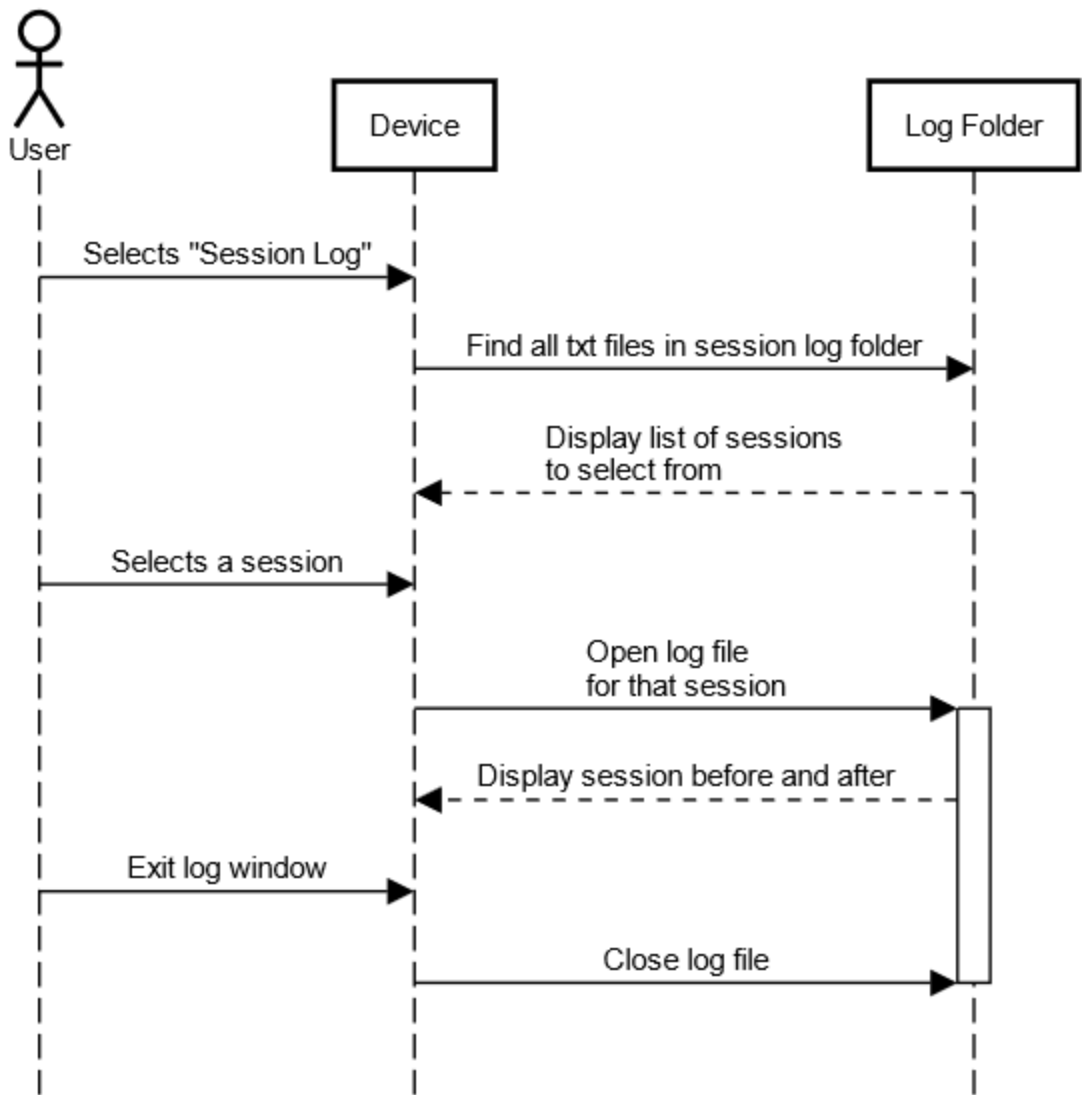 User
Device
Log Folder
Selects "Session Log"
Find all txt files in session log folder
Display list of sessions
to select from
Selects a session
Open log file
for that session
Display session before and after
Exit log window
Close log file